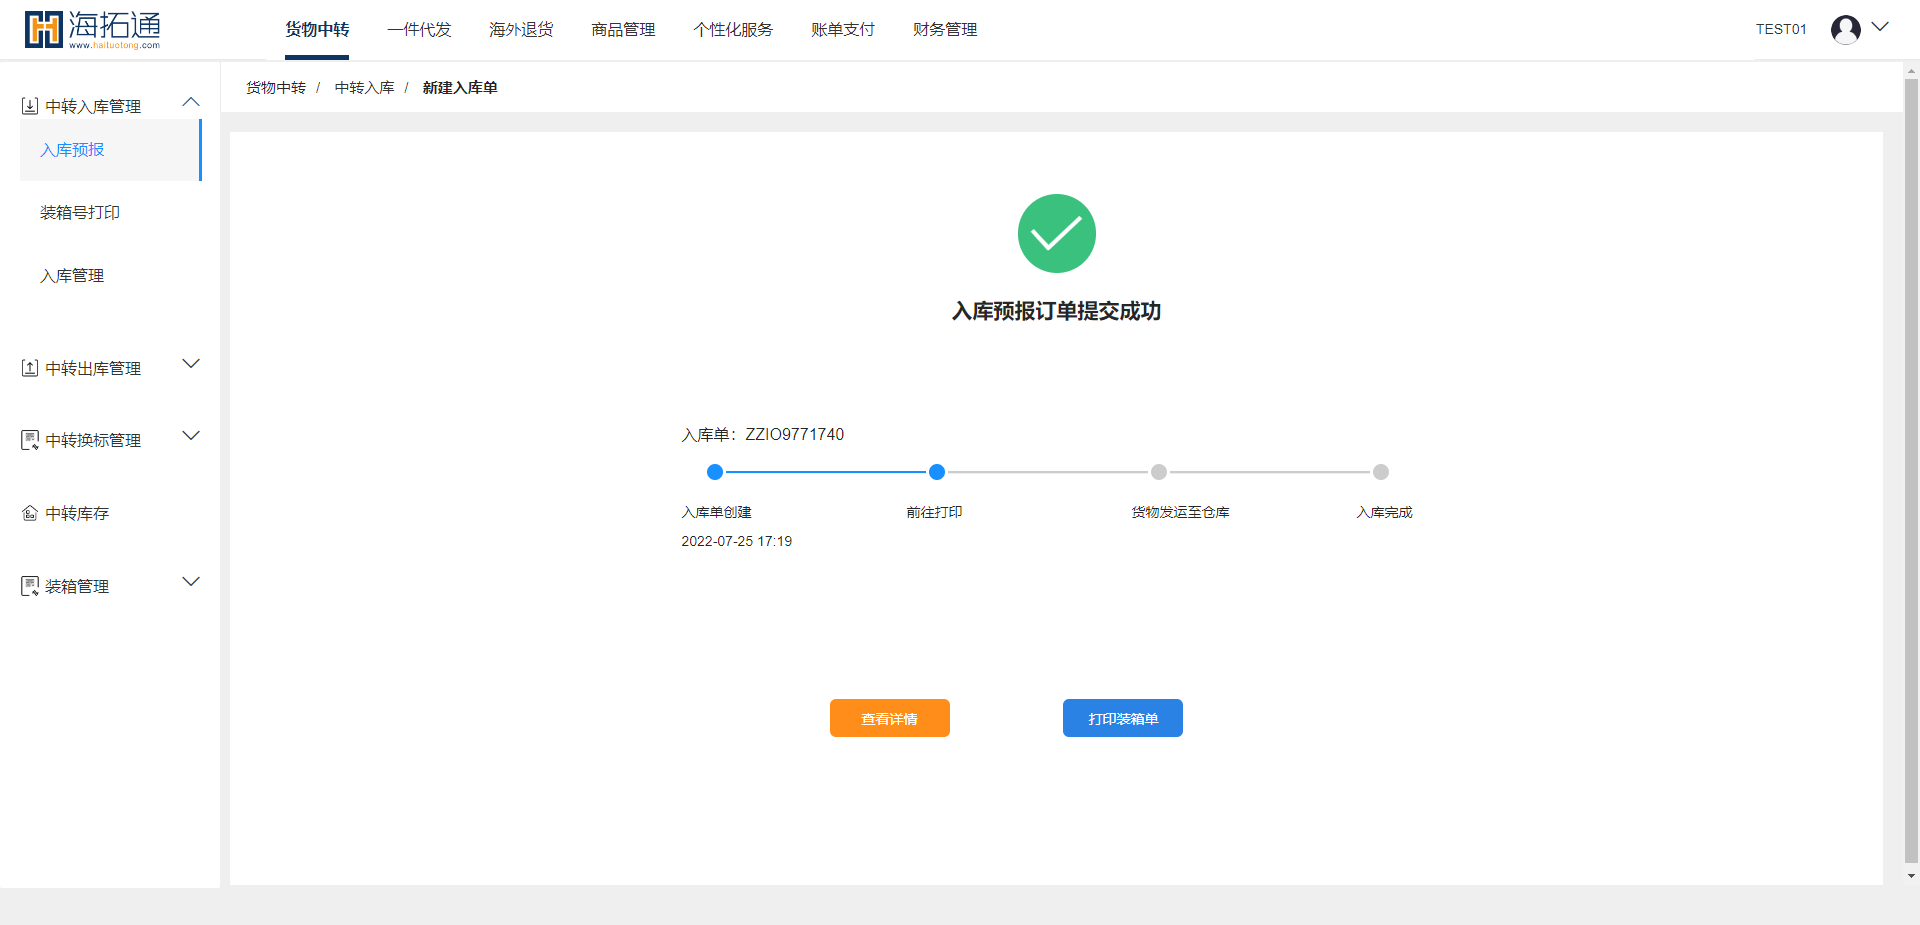 海拓通
www.haituotong.com
货物中转 一件代发 海外退货 商品管理 个性化服务 账单支付 财务管理
TEST01
货物中转 / 中转入库 / 新建入库单
中转入库管理
入库预报
装箱号打印
入库管理
中转出库管理
中转换标管理
中转库存
装箱管理
入库预报订单提交成功
入库单：ZZIO9771740
入库单创建 前往打印 货物发运至仓库 入库完成
2022-07-25 17:19
查看详情 打印装箱单